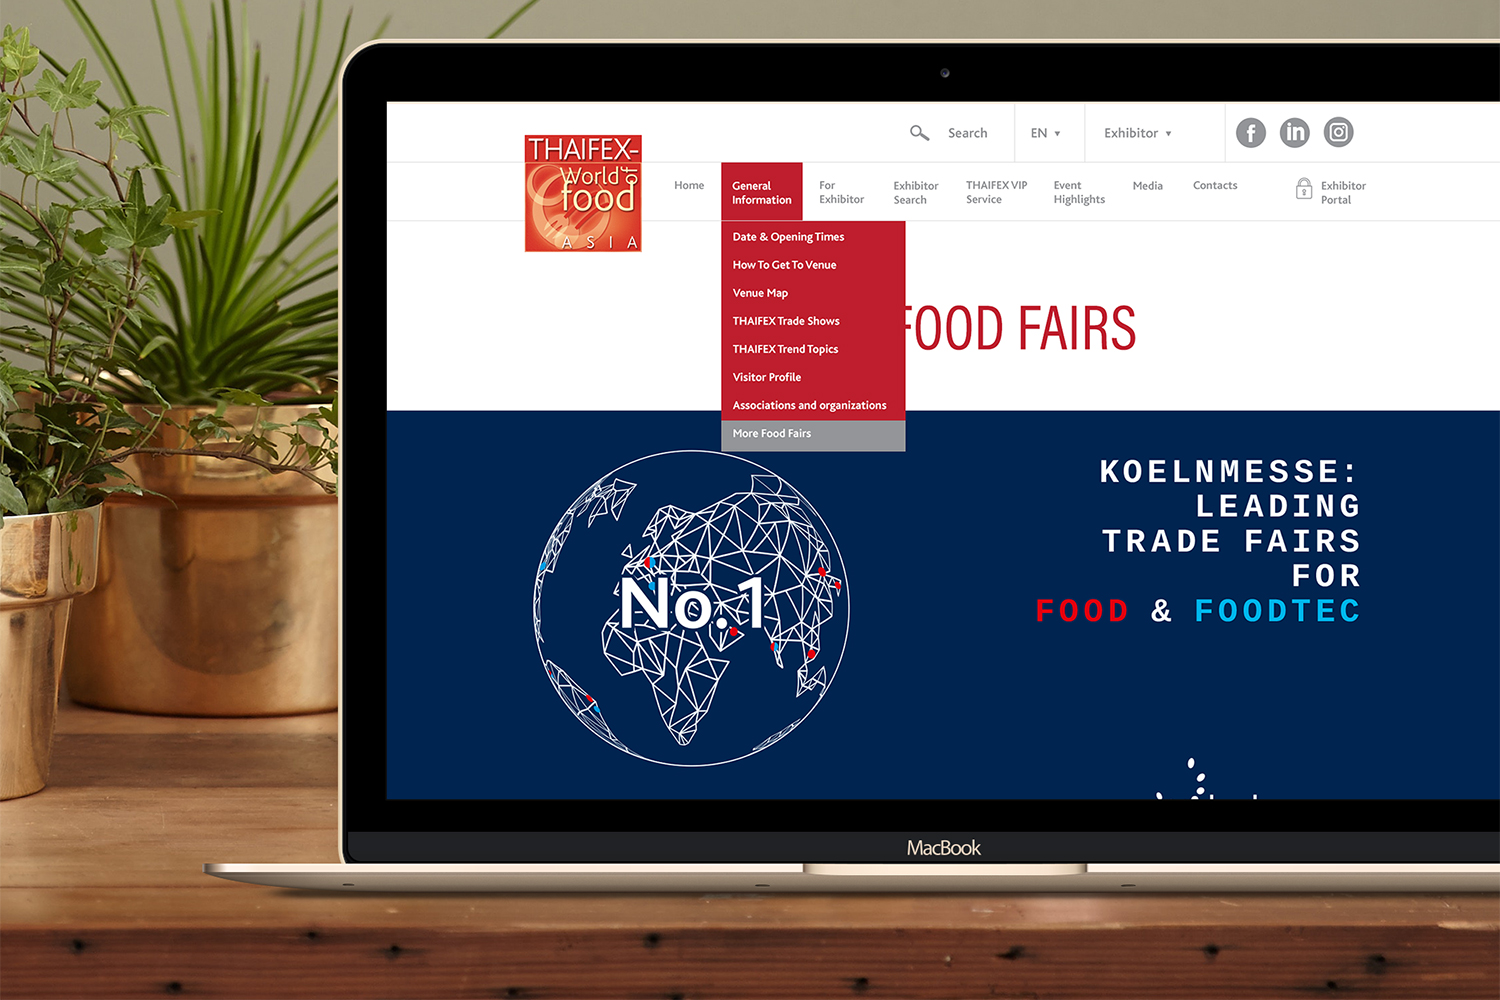 Search
EN
Exhibitor
f
in
THAIFEX-
World of
food
ASIA
Home
General
Information
For
Exhibitor
Exhibitor
Search
THAIFEX VIP
Service
Event
Highlights
Media
Contacts
Exhibitor
Portal
Date & Opening Times
How To Get To Venue
Venue Map
THAIFEX Trade Shows
THAIFEX Trend Topics
Visitor Profile
Associations and organizations
More Food Fairs
FOOD FAIRS
No.1
KOELNMESSE:
LEADING
TRADE FAIRS
FOR
FOOD & FOODTEC
MacBook